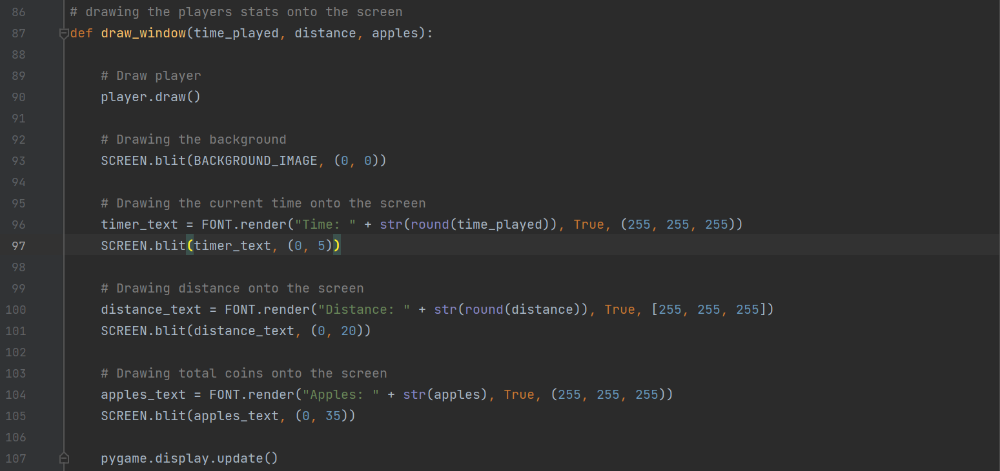 86 # drawing the players stats onto the screen
87 def draw_window(time_played, distance, apples):
88
89 # Draw player
90 player.draw()
91
92 # Drawing the background
93 SCREEN.blit(BACKGROUND_IMAGE, (0, 0))
94
95 # Drawing the current time onto the screen
96 timer_text = FONT.render("Time: " + str(round(time_played)), True, (255, 255, 255))
97 SCREEN.blit(timer_text, (0, 5))
98
99 # Drawing distance onto the screen
100 distance_text = FONT.render("Distance: " + str(round(distance)), True, [255, 255, 255])
101 SCREEN.blit(distance_text, (0, 20))
102
103 # Drawing total coins onto the screen
104 apples_text = FONT.render("Apples: " + str(apples), True, (255, 255, 255))
105 SCREEN.blit(apples_text, (0, 35))
106
107 pygame.display.update()